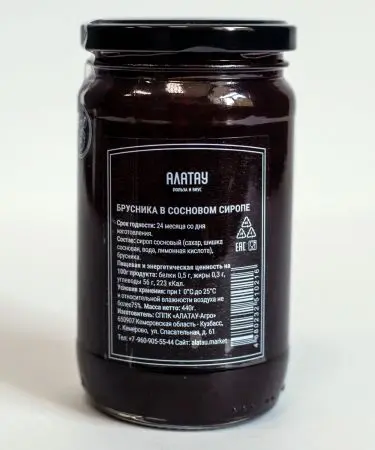 АЛАТАУ
ПОЛЬЗА И ВКУС
БРУСНИКА В СОСНОВОМ СИРОПЕ
Срок годности: 24 месяца со дня
изготовления.
Состав: сироп сосновый (сахар, шишка
сосновая, вода, лимонная кислота),
брусника.
Пищевая и энергетическая ценность на
100г продукта: белки 0,5 г, жиры 0,3 г,
углеводы 56 г, 223 кКал.
Условия хранения: при t 0°C до 25°C
и относительной влажности воздуха не
более75%. Масса нетто: 440г.
Изготовитель: СППК «АЛАТАУ-Агро»
650907 Кемеровская область - Кузбасс,
г. Кемерово, ул. Спасательная, д. 61
Тел: +7-960-905-55-44 Сайт: alatau.market
EAC